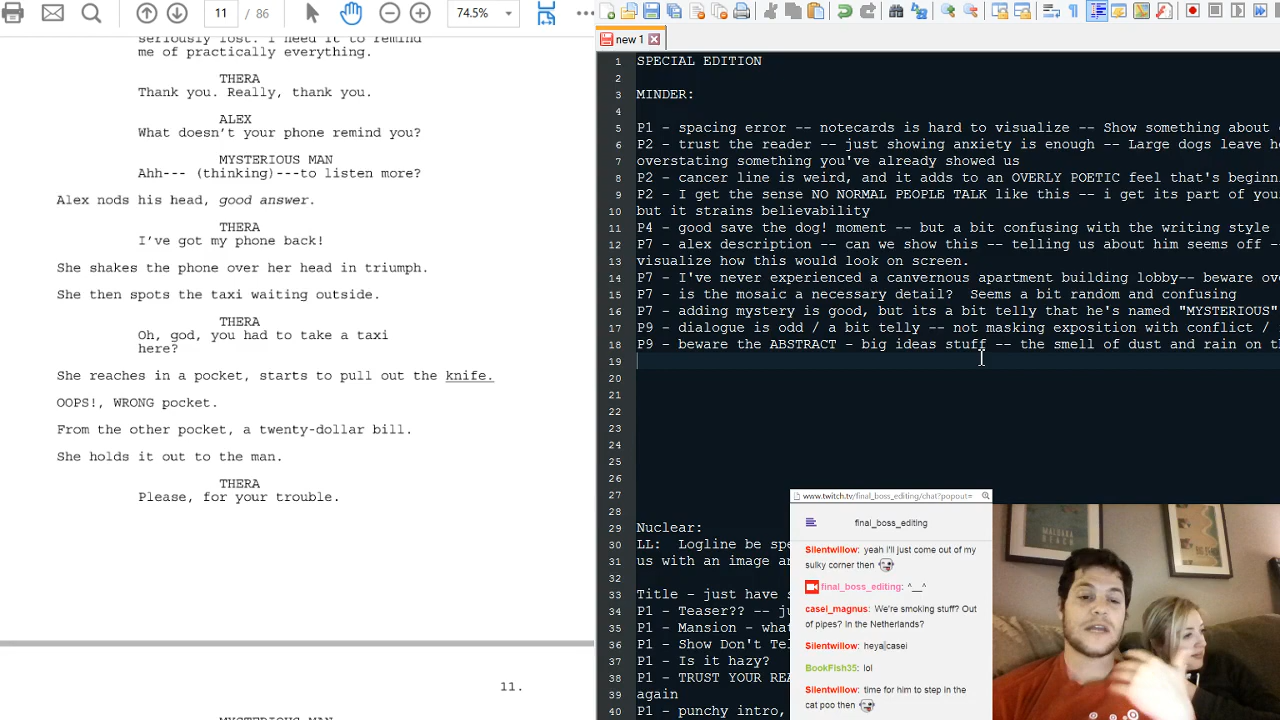 11 / 86
74.5%
seriously lost. I need it to remind
me of practically everything.
THERA
Thank you. Really, thank you.
ALEX
What doesn't your phone remind you?
MYSTERIOUS MAN
Ahh--- (thinking)---to listen more?
Alex nods his head, good answer.
THERA
I've got my phone back!
She shakes the phone over her head in triumph.
She then spots the taxi waiting outside.
THERA
Oh, god, you had to take a taxi
here?
She reaches in a pocket, starts to pull out the knife.
OOPS!, WRONG pocket.
From the other pocket, a twenty-dollar bill.
She holds it out to the man.
THERA
Please, for your trouble.
11.
MYSTERIOUS MAN
new 1
1 SPECIAL EDITION
2
3 MINDER:
4
5 P1 - spacing error -- notecards is hard to visualize -- Show something about
6 P2 - trust the reader -- just showing anxiety is enough -- Large dogs leave
7 overstating something you've already showed us
8 P2 - cancer line is weird, and it adds to an OVERLY POETIC feel that's
9 P2 - I get the sense NO NORMAL PEOPLE TALK like this -- i get its part of
10 but it strains believability
11 P4 - good save the dog! moment -- but a bit confusing with the writing style
12 P7 - alex description -- can we show this -- telling us about him seems off -
13 visualize how this would look on screen.
14 P7 - I've never experienced a canvernous apartment building lobby-- beware
15 P7 - is the mosaic a necessary detail?  Seems a bit random and confusing
16 P7 - adding mystery is good, but its a bit telly that he's named "MYSTERIOUS"
17 P9 - dialogue is odd / a bit telly -- not masking exposition with conflict /
18 P9 - beware the ABSTRACT - big ideas stuff -- the smell of dust and rain on
19
20
21
22
23
24
25
26
27
28
29 Nuclear:
30 LL:  Logline be
31 us with an image
32
33 Title - just have
34 P1 - Teaser?? --
35 P1 - Mansion -
36 P1 - Show Don't
37 P1 - Is it hazy?
38 P1 - TRUST YOUR
39 again
40 P1 - punchy intro,
www.twitch.tv/final_boss_editing/chat?popout=
final_boss_editing
Silentwillow: yeah I'll just come out of my
sulky corner then
final_boss_editing: ^__^
casei_magnus: We're smoking stuff? Out
of pipes? In the Netherlands?
Silentwillow: heya casei
BookFish35: lol
Silentwillow: time for him to step in the
cat poo then